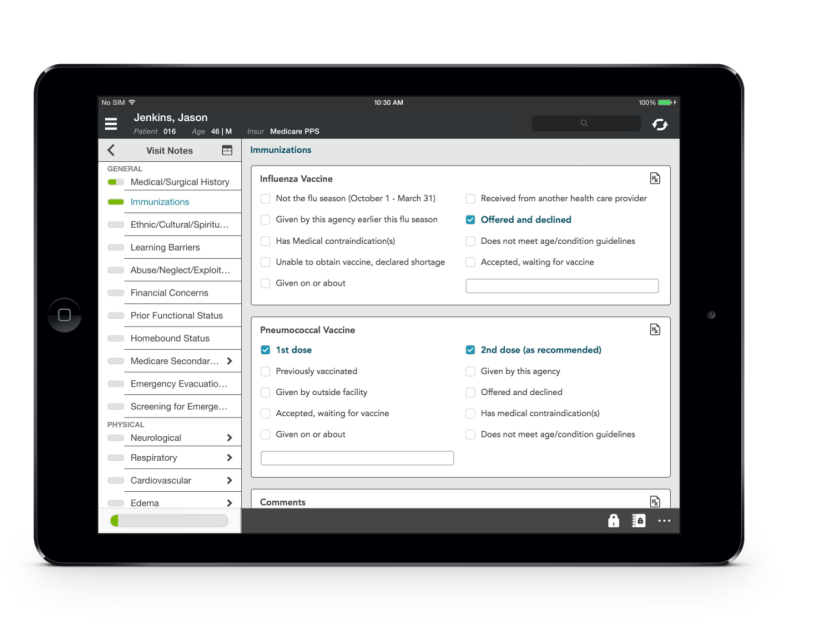 No SIM 10:30 AM 100%
Jenkins, Jason
Patient 016 Age 46 | M Insur Medicare PPS
Visit Notes
GENERAL
Medical/Surgical History
Immunizations
Ethnic/Cultural/Spiritu...
Learning Barriers
Abuse/Neglect/Exploit...
Financial Concerns
Prior Functional Status
Homebound Status
Medicare Secondar...
Emergency Evacuatio...
Screening for Emerge...
PHYSICAL
Neurological
Respiratory
Cardiovascular
Edema
Immunizations
Influenza Vaccine
Not the flu season (October 1 - March 31)
Received from another health care provider
Given by this agency earlier this flu season
Offered and declined
Has Medical contraindication(s)
Does not meet age/condition guidelines
Unable to obtain vaccine, declared shortage
Accepted, waiting for vaccine
Given on or about
Pneumococcal Vaccine
1st dose
2nd dose (as recommended)
Previously vaccinated
Given by this agency
Given by outside facility
Offered and declined
Accepted, waiting for vaccine
Has medical contraindication(s)
Given on or about
Does not meet age/condition guidelines
Comments